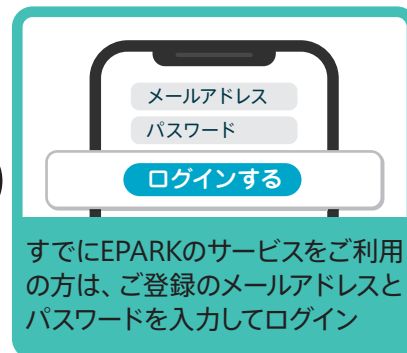 メールアドレス
パスワード
ログインする
すでにEPARKのサービスをご利用
の方は、ご登録のメールアドレスと
パスワードを入力してログイン